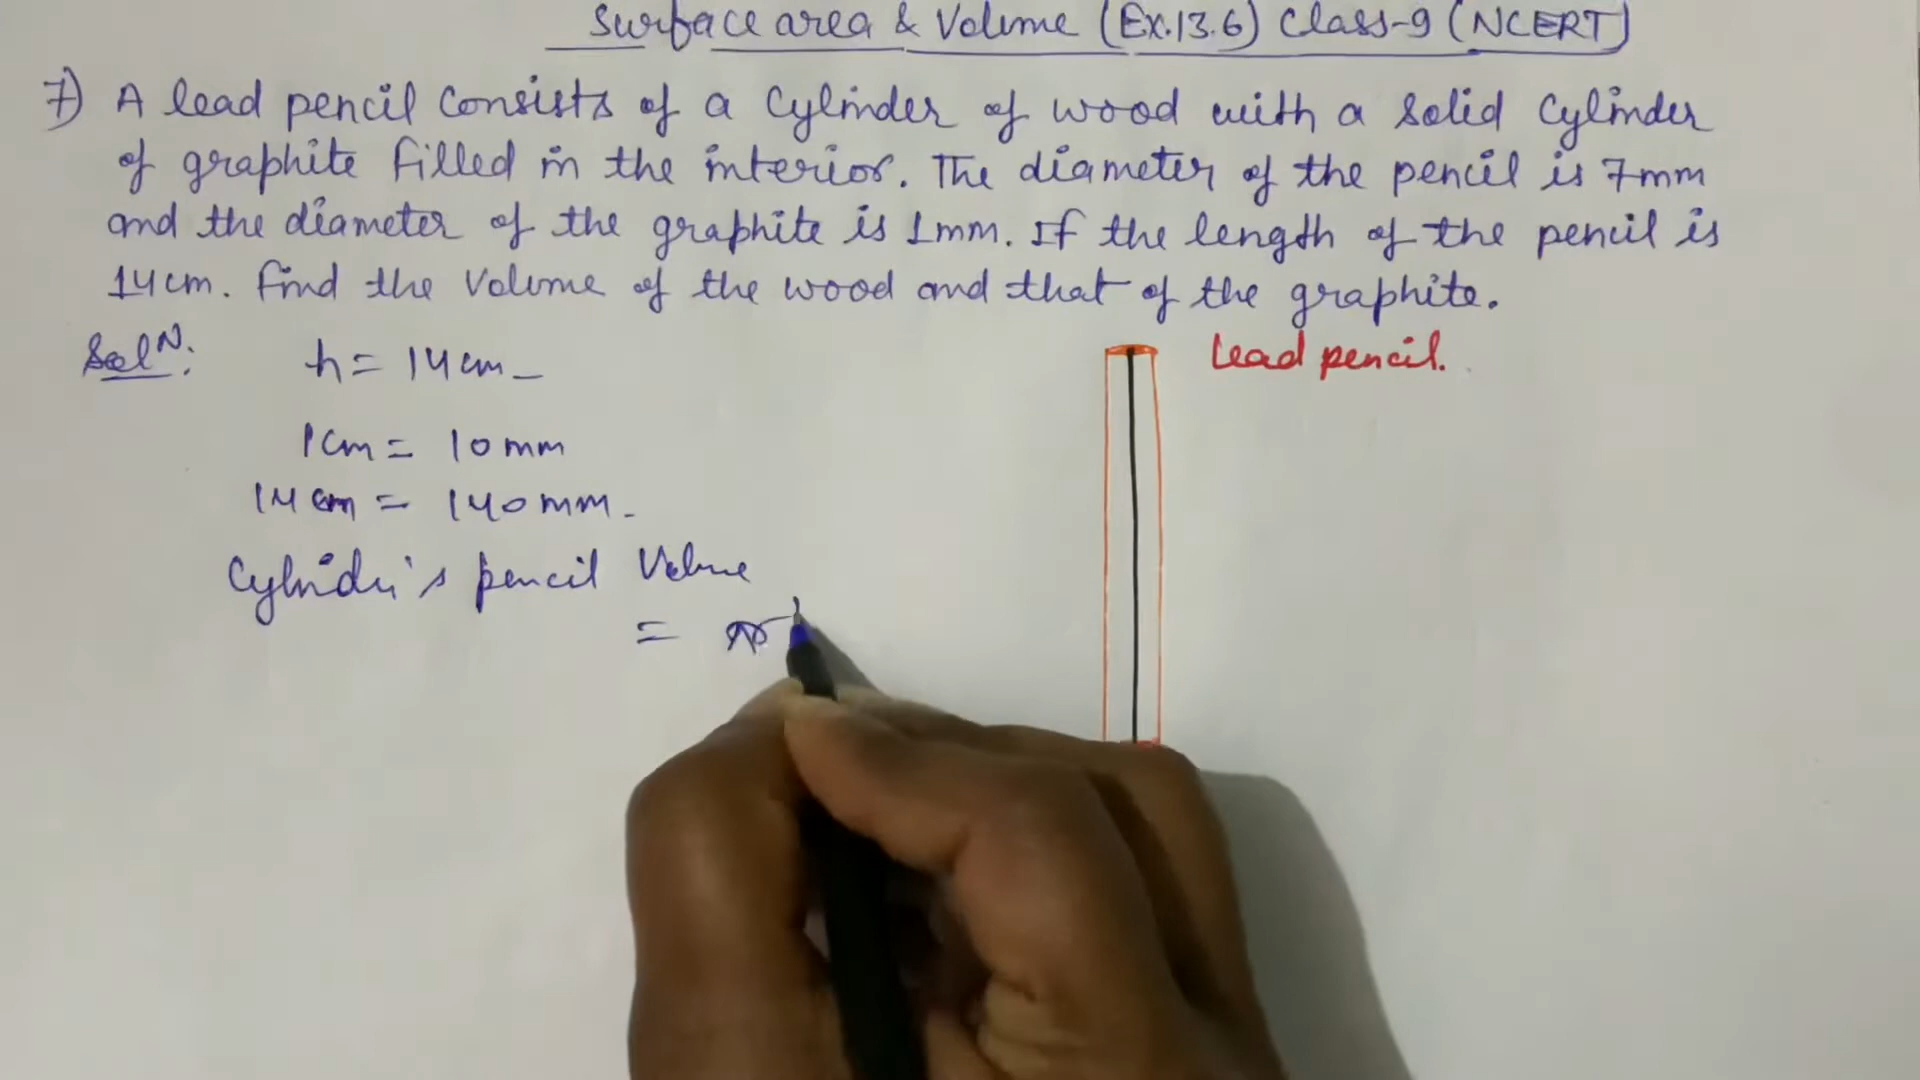 Surface area & Volume (Ex.13.6) Class-9 (NCERT)
7) A lead pencil consists of a Cylinder of wood with a solid Cylinder
of graphite filled in the interior. The diameter of the pencil is 7mm
and the diameter of the graphite is 1mm. If the length of the pencil is
14cm. find the Volume of the wood and that of the graphite.
Solᴺ: h = 14cm
Lead pencil.
1cm = 10mm
14cm = 140mm.
Cylinder's pencil Volume
= π